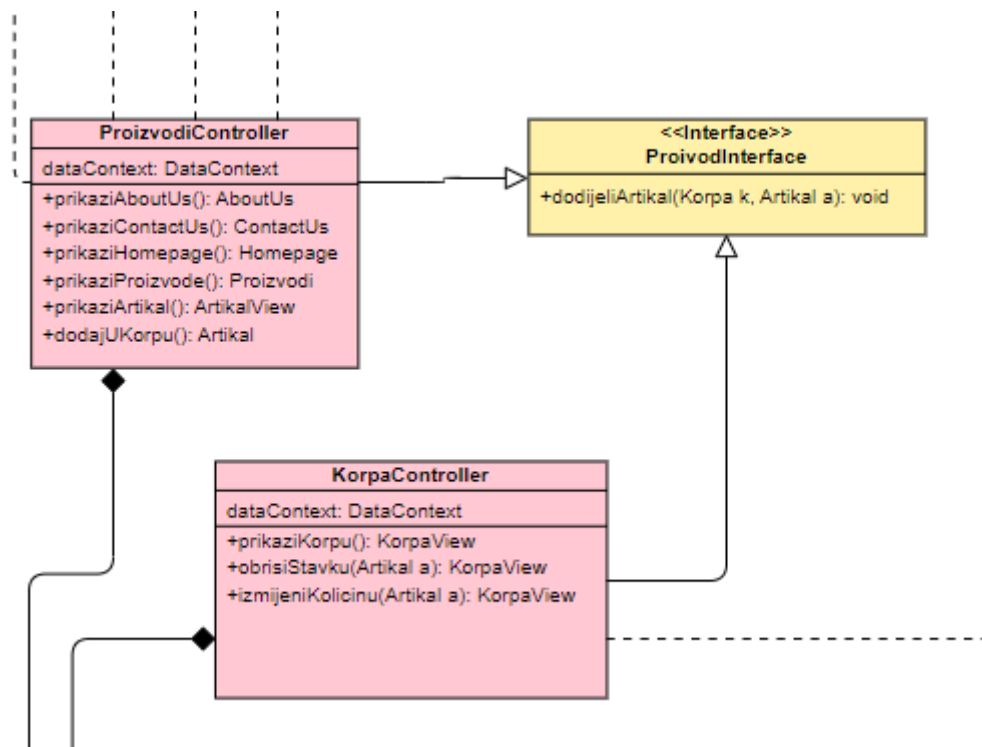 ProizvodiController
dataContext: DataContext
+prikaziAboutUs(): AboutUs
+prikaziContactUs(): ContactUs
+prikaziHomepage(): Homepage
+prikaziProizvode(): Proizvodi
+prikaziArtikal(): ArtikalView
+dodajUKorpu(): Artikal
<<Interface>>
ProivodInterface
+dodijeliArtikal(Korpa k, Artikal a): void
KorpaController
dataContext: DataContext
+prikaziKorpu(): KorpaView
+obrisiStavku(Artikal a): KorpaView
+izmijeniKolicinu(Artikal a): KorpaView